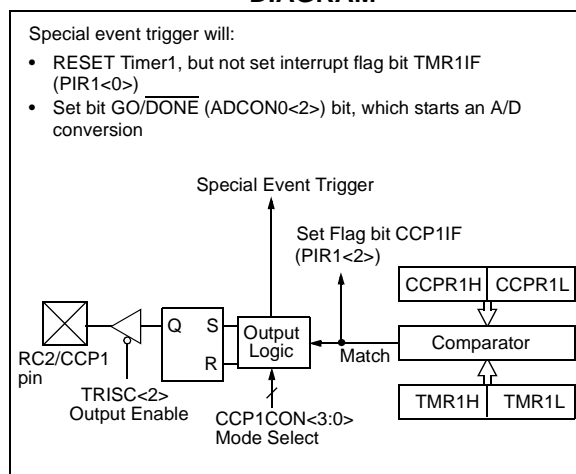 DIAGRAM
Special event trigger will:
• RESET Timer1, but not set interrupt flag bit TMR1IF
(PIR1<0>)
• Set bit GO/DONE (ADCON0<2>) bit, which starts an A/D
conversion
Special Event Trigger
Set Flag bit CCP1IF
(PIR1<2>)
CCPR1H CCPR1L
Q S
R
Output
Logic
Match
Comparator
RC2/CCP1
pin
TRISC<2>
Output Enable
CCP1CON<3:0>
Mode Select
TMR1H TMR1L